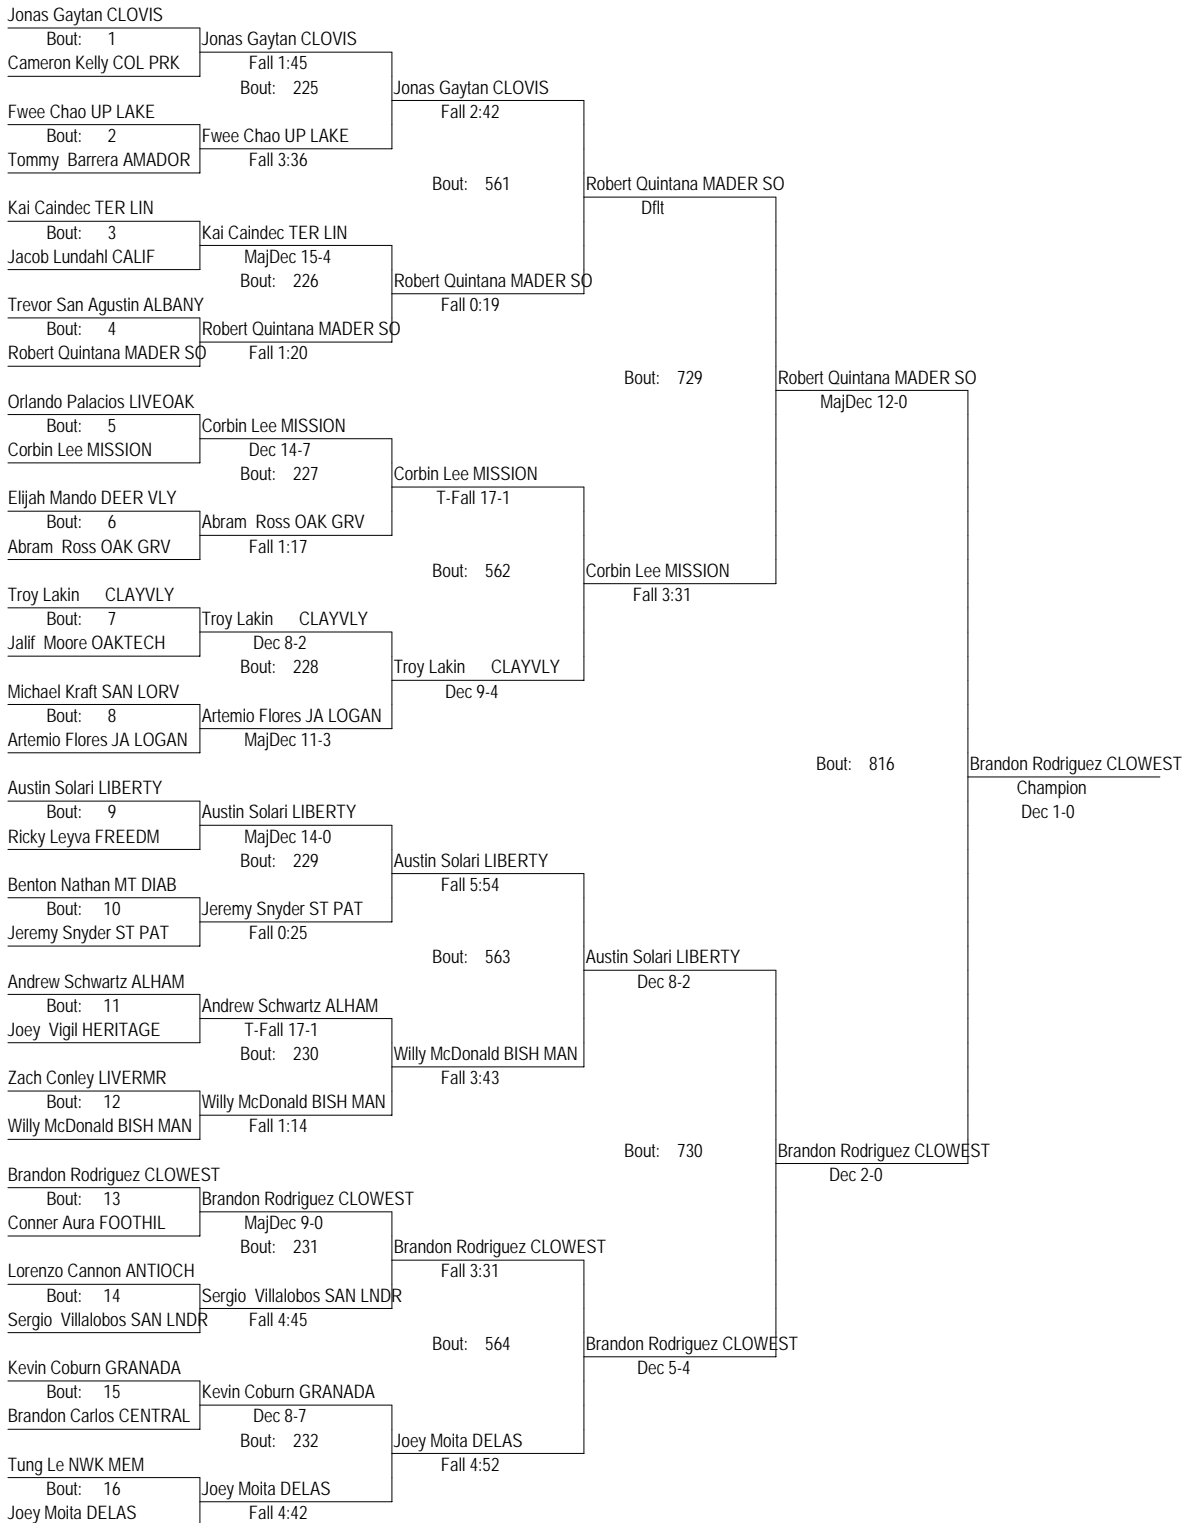 Jonas Gaytan CLOVIS
Bout: 1
Jonas Gaytan CLOVIS
Cameron Kelly COL PRK
Fall 1:45
Bout: 225
Jonas Gaytan CLOVIS
Fwee Chao UP LAKE
Fall 2:42
Bout: 2
Fwee Chao UP LAKE
Tommy Barrera AMADOR
Fall 3:36
Bout: 561
Robert Quintana MADER SO
Kai Caindec TER LIN
Dflt
Bout: 3
Kai Caindec TER LIN
Jacob Lundahl CALIF
MajDec 15-4
Bout: 226
Robert Quintana MADER SO
Trevor San Agustin ALBANY
Fall 0:19
Bout: 4
Robert Quintana MADER SO
Robert Quintana MADER SO
Fall 1:20
Bout: 729
Robert Quintana MADER SO
Orlando Palacios LIVEOAK
MajDec 12-0
Bout: 5
Corbin Lee MISSION
Corbin Lee MISSION
Dec 14-7
Bout: 227
Corbin Lee MISSION
Elijah Mando DEER VLY
T-Fall 17-1
Bout: 6
Abram Ross OAK GRV
Abram Ross OAK GRV
Fall 1:17
Bout: 562
Corbin Lee MISSION
Troy Lakin CLAYVLY
Fall 3:31
Bout: 7
Troy Lakin CLAYVLY
Jalif Moore OAKTECH
Dec 8-2
Bout: 228
Troy Lakin CLAYVLY
Michael Kraft SAN LORV
Dec 9-4
Bout: 8
Artemio Flores JA LOGAN
Artemio Flores JA LOGAN
MajDec 11-3
Bout: 816
Brandon Rodriguez CLOWEST
Austin Solari LIBERTY
Champion
Bout: 9
Austin Solari LIBERTY
Dec 1-0
Ricky Leyva FREEDM
MajDec 14-0
Bout: 229
Austin Solari LIBERTY
Benton Nathan MT DIAB
Fall 5:54
Bout: 10
Jeremy Snyder ST PAT
Jeremy Snyder ST PAT
Fall 0:25
Bout: 563
Austin Solari LIBERTY
Andrew Schwartz ALHAM
Dec 8-2
Bout: 11
Andrew Schwartz ALHAM
Joey Vigil HERITAGE
T-Fall 17-1
Bout: 230
Willy McDonald BISH MAN
Zach Conley LIVERMR
Fall 3:43
Bout: 12
Willy McDonald BISH MAN
Willy McDonald BISH MAN
Fall 1:14
Bout: 730
Brandon Rodriguez CLOWEST
Brandon Rodriguez CLOWEST
Dec 2-0
Bout: 13
Brandon Rodriguez CLOWEST
Conner Aura FOOTHIL
MajDec 9-0
Bout: 231
Brandon Rodriguez CLOWEST
Lorenzo Cannon ANTIOCH
Fall 3:31
Bout: 14
Sergio Villalobos SAN LNDR
Sergio Villalobos SAN LNDR
Fall 4:45
Bout: 564
Brandon Rodriguez CLOWEST
Kevin Coburn GRANADA
Dec 5-4
Bout: 15
Kevin Coburn GRANADA
Brandon Carlos CENTRAL
Dec 8-7
Bout: 232
Joey Moita DELAS
Tung Le NWK MEM
Fall 4:52
Bout: 16
Joey Moita DELAS
Joey Moita DELAS
Fall 4:42